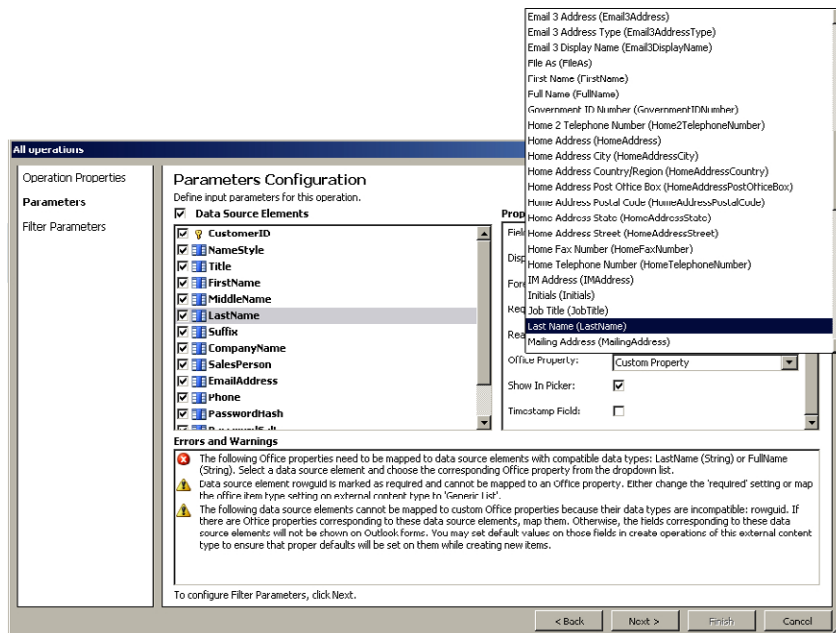 Email 3 Address (Email3Address)
Email 3 Address Type (Email3AddressType)
Email 3 Display Name (Email3DisplayName)
File As (FileAs)
First Name (FirstName)
Full Name (FullName)
Government ID Number (GovernmentIDNumber)
Home 2 Telephone Number (Home2TelephoneNumber)
Home Address (HomeAddress)
Home Address City (HomeAddressCity)
Home Address Country/Region (HomeAddressCountry)
Home Address Post Office Box (HomeAddressPostOfficeBox)
Home Address Postal Code (HomeAddressPostalCode)
Home Address State (HomeAddressState)
Home Address Street (HomeAddressStreet)
Home Fax Number (HomeFaxNumber)
Home Telephone Number (HomeTelephoneNumber)
IM Address (IMAddress)
Initials (Initials)
Job Title (JobTitle)
Last Name (LastName)
Mailing Address (MailingAddress)
All operations
Operation Properties
Parameters
Filter Parameters
Parameters Configuration
Define input parameters for this operation.
Data Source Elements
CustomerID
NameStyle
Title
FirstName
MiddleName
LastName
Suffix
CompanyName
SalesPerson
EmailAddress
Phone
PasswordHash
Office Property:
Custom Property
Show In Picker:
Timestamp Field:
Errors and Warnings
The following Office properties need to be mapped to data source elements with compatible data types: LastName (String) or FullName
(String). Select a data source element and choose the corresponding Office property from the dropdown list.
Data source element rowguid is marked as required and cannot be mapped to an Office property. Either change the 'required' setting or map
the office item type setting on external content type to 'Generic List'.
The following data source elements cannot be mapped to custom Office properties because their data types are incompatible: rowguid. If
there are Office properties corresponding to these data source elements, map them. Otherwise, the fields corresponding to these data
source elements will not be shown on Outlook forms. You may set default values on those fields in create operations of this external content
type to ensure that proper defaults will be set on them while creating new items.
To configure Filter Parameters, click Next.
< Back
Next >
Finish
Cancel